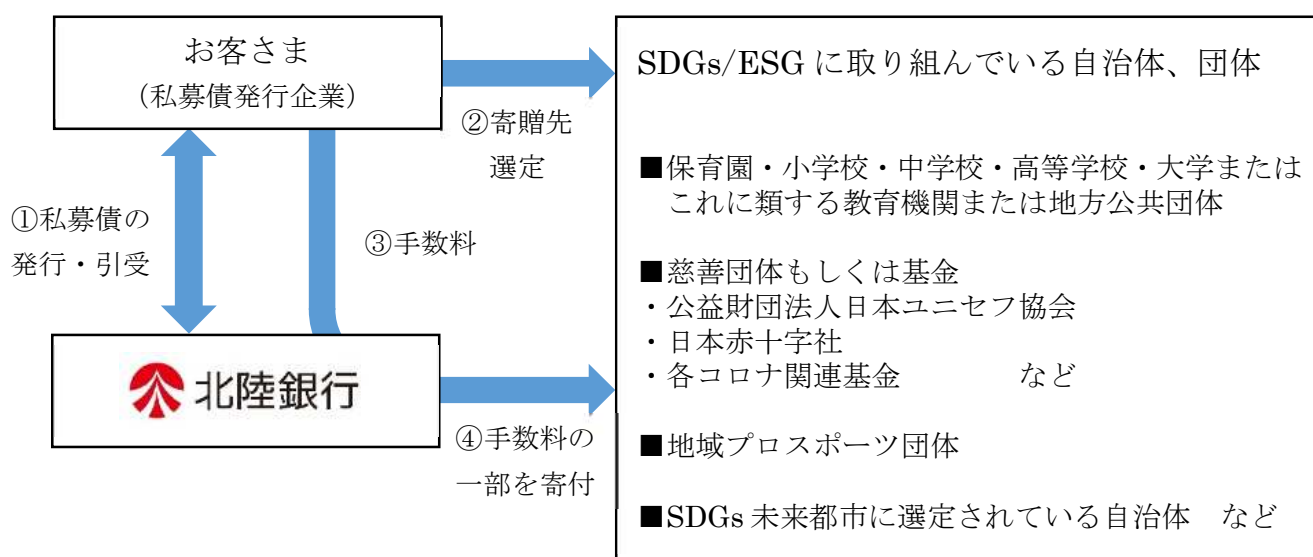 お客さま
（私募債発行企業）
①私募債の
発行・引受
②寄贈先
選定
③手数料
北陸銀行
④手数料の
一部を寄付
SDGs/ESG に取り組んでいる自治体、団体
■保育園・小学校・中学校・高等学校・大学または
これに類する教育機関または地方公共団体
■慈善団体もしくは基金
・公益財団法人日本ユニセフ協会
・日本赤十字社
・各コロナ関連基金　　　　など
■地域プロスポーツ団体
■SDGs 未来都市に選定されている自治体　など